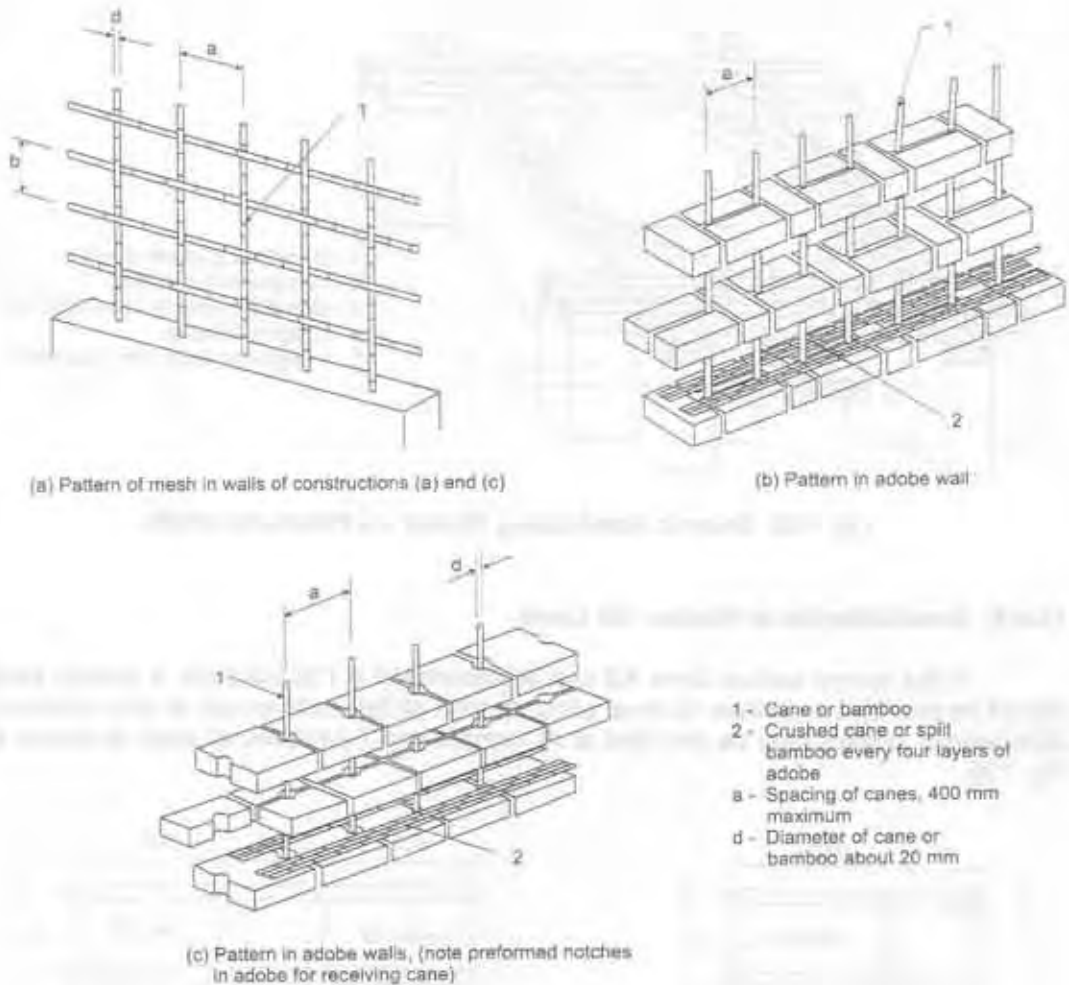 d
a
1
b
(a) Pattern of mesh in walls of constructions (a) and (c)
1
a
2
(b) Pattern in adobe wall
d
a
1
2
1 - Cane or bamboo
2 - Crushed cane or split
bamboo every four layers of
adobe
a - Spacing of canes, 400 mm
maximum
d - Diameter of cane or
bamboo about 20 mm
(c) Pattern in adobe walls, (note preformed notches
in adobe for receiving cane)